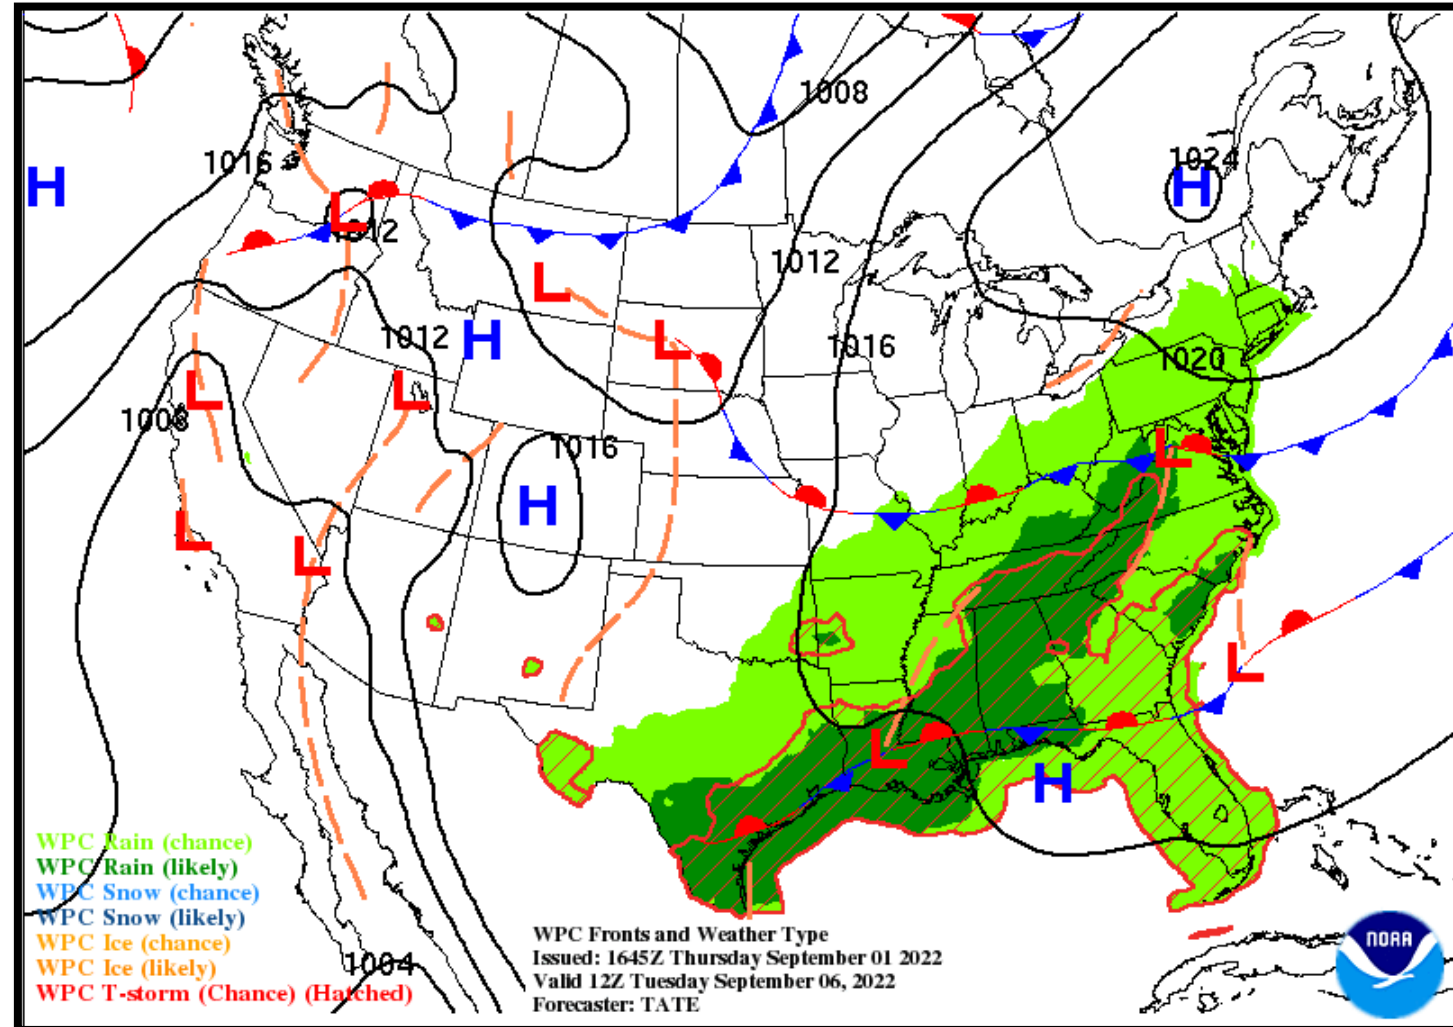 1008
1024
1016
H
H
L
1012
1012
L
1012
H
L
1016
1020
L
L
1008
1016
L
H
L
L
L
L
H
WPC Rain (chance)
WPC Rain (likely)
WPC Snow (chance)
WPC Snow (likely)
WPC Ice (chance)
WPC Ice (likely)
WPC T-storm (Chance) (Hatched)
1004
WPC Fronts and Weather Type
Issued: 1645Z Thursday September 01 2022
Valid 12Z Tuesday September 06, 2022
Forecaster: TATE
NOAA